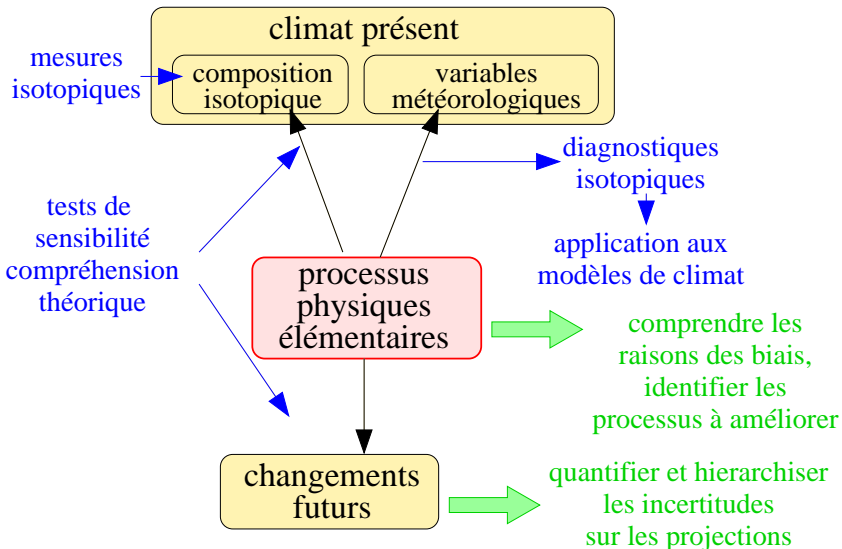 climat présent
mesures
isotopiques
composition
isotopique
variables
météorologiques
diagnostiques
isotopiques
application aux
modèles de climat
tests de
sensibilité
compréhension
théorique
processus
physiques
élémentaires
comprendre les
raisons des biais,
identifier les
processus à améliorer
changements
futurs
quantifier et hierarchiser
les incertitudes
sur les projections